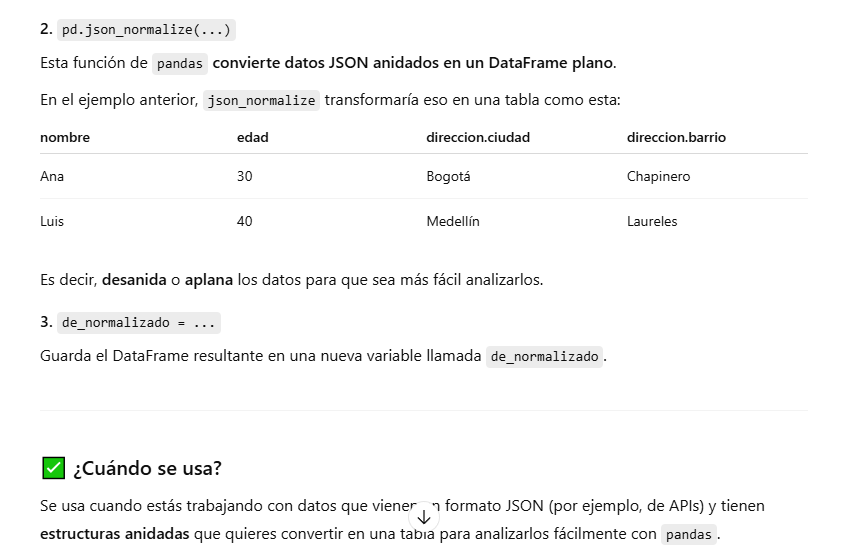 2. pd.json_normalize(...)
Esta función de pandas convierte datos JSON anidados en un DataFrame plano.
En el ejemplo anterior, json_normalize transformaría eso en una tabla como esta:
nombre edad direccion.ciudad direccion.barrio
Ana 30 Bogotá Chapinero
Luis 40 Medellín Laureles
Es decir, desanida o aplana los datos para que sea más fácil analizarlos.
3. de_normalizado = ...
Guarda el DataFrame resultante en una nueva variable llamada de_normalizado.
✅ ¿Cuándo se usa?
Se usa cuando estás trabajando con datos que vienen en formato JSON (por ejemplo, de APIs) y tienen
estructuras anidadas que quieres convertir en una tabla para analizarlos fácilmente con pandas.